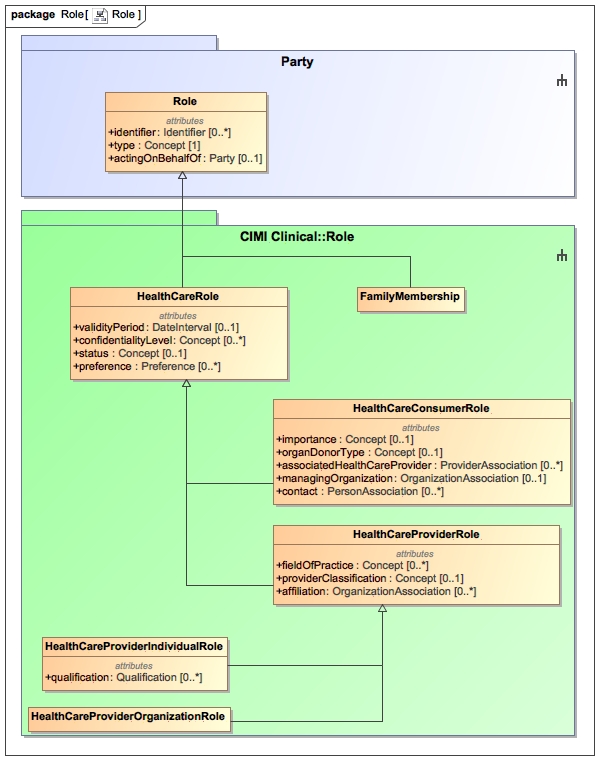 package Role[ Role ]
Party
Role
attributes
+identifier : Identifier [0..*]
+type : Concept [1]
+actingOnBehalfOf : Party [0..1]
CIMI Clinical::Role
HealthCareRole
attributes
+validityPeriod : DateInterval [0..1]
+confidentialityLevel : Concept [0..*]
+status : Concept [0..1]
+preference : Preference [0..*]
FamilyMembership
HealthCareConsumerRole
attributes
+importance : Concept [0..1]
+organDonorType : Concept [0..1]
+associatedHealthCareProvider : ProviderAssociation [0..*]
+managingOrganization : OrganizationAssociation [0..1]
+contact : PersonAssociation [0..*]
HealthCareProviderRole
attributes
+fieldOfPractice : Concept [0..*]
+providerClassification : Concept [0..1]
+affiliation : OrganizationAssociation [0..*]
HealthCareProviderIndividualRole
attributes
+qualification : Qualification [0..*]
HealthCareProviderOrganizationRole